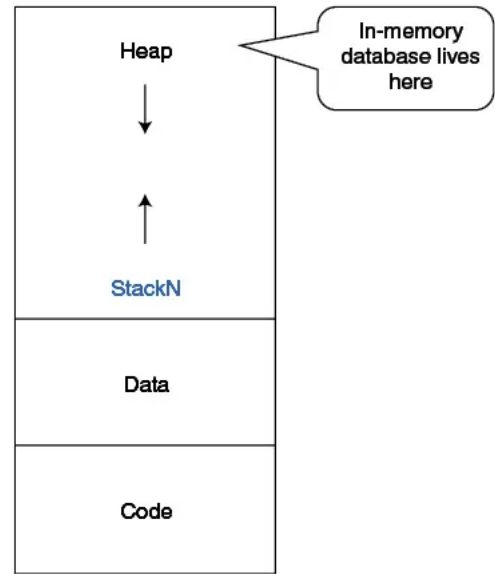 Heap
In-memory
database lives
here
StackN
Data
Code